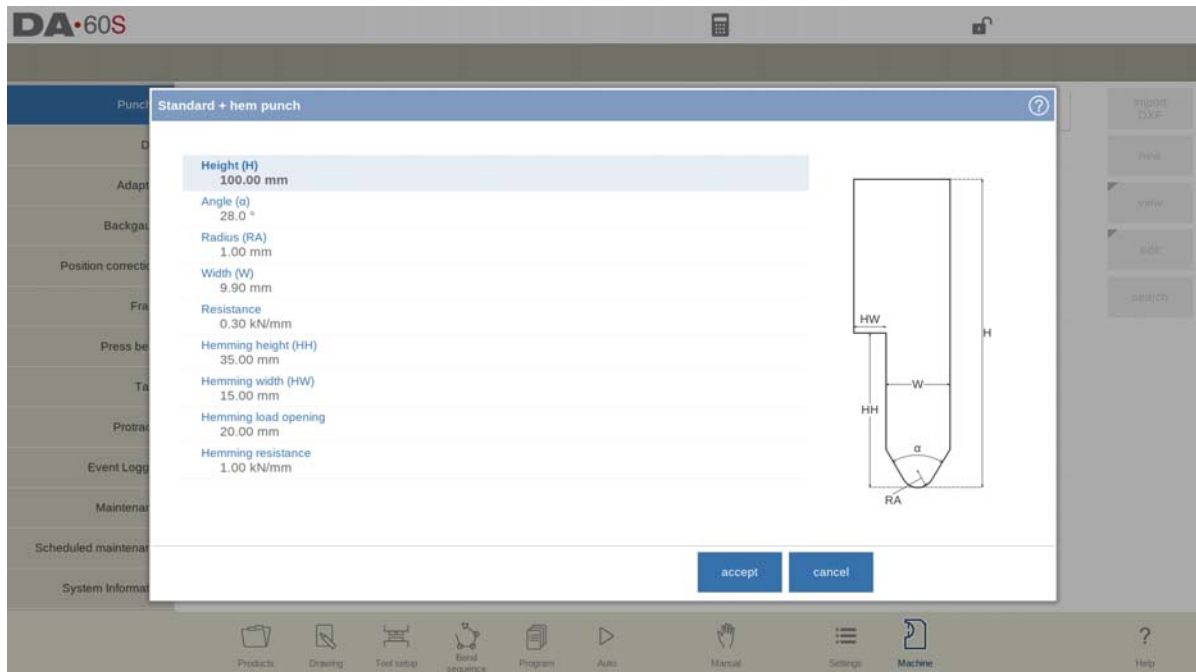 DA·60S
Punch
Standard + hem punch
?
import
DXF
D
new
Height (H)
100.00 mm
Adapt
view
Angle (α)
28.0 °
Backgau
Radius (RA)
1.00 mm
edit
Position correctio
Width (W)
9.90 mm
search
Fra
Resistance
0.30 kN/mm
HW
H
Press be
Hemming height (HH)
35.00 mm
Ta
Hemming width (HW)
15.00 mm
W
HH
Protrac
Hemming load opening
20.00 mm
α
Event Logg
Hemming resistance
1.00 kN/mm
RA
Maintenan
Scheduled maintenan
accept
cancel
System Informat
Products
Drawing
Tool setup
Bend
sequence
Program
Auto
Manual
Settings
Machine
?
Help